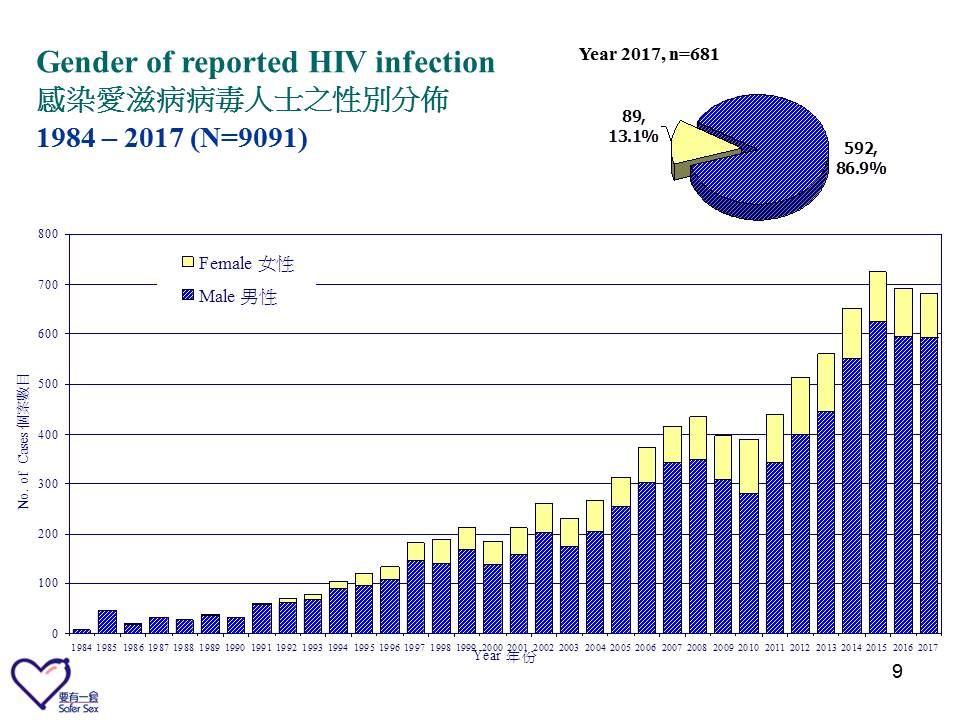 Gender of reported HIV infection
感染愛滋病病毒人士之性別分佈
1984 – 2017 (N=9091)
Year 2017, n=681
89,
13.1%
592,
86.9%
800
700
600
500
400
300
200
100
0
Female 女性
Male 男性
No. of Cases 個案數目
1984 1985 1986 1987 1988 1989 1990 1991 1992 1993 1994 1995 1996 1997 1998 1999 2000 2001 2002 2003 2004 2005 2006 2007 2008 2009 2010 2011 2012 2013 2014 2015 2016 2017
Year 年份
要有一套
Safer Sex
9